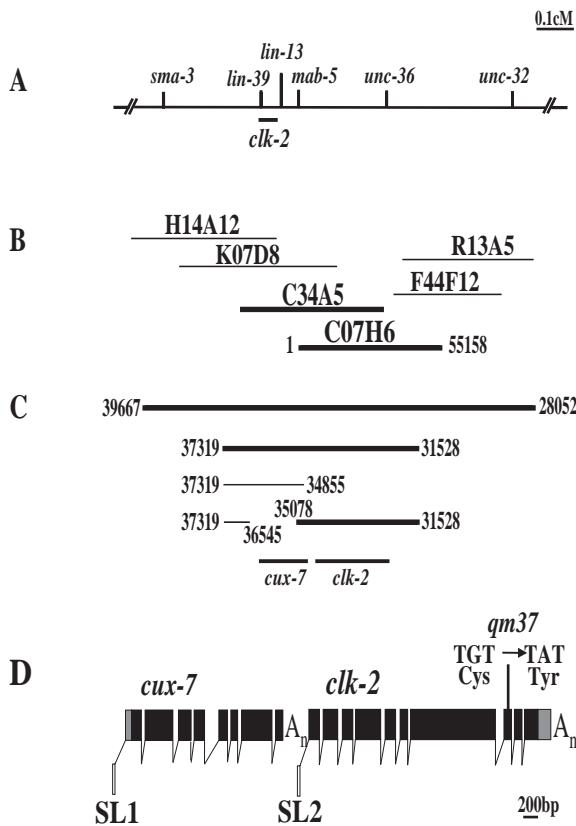 0.1cM
lin-13
A
sma-3 lin-39 mab-5 unc-36 unc-32
clk-2
B
H14A12
R13A5
K07D8
F44F12
C34A5
C07H6
1 55158
C
39667 28052
37319 31528
37319 34855
35078
37319 31528
36545
cux-7 clk-2
qm37
D
TGT TAT
Cys Tyr
cux-7 clk-2
An An
SL1 SL2 200bp